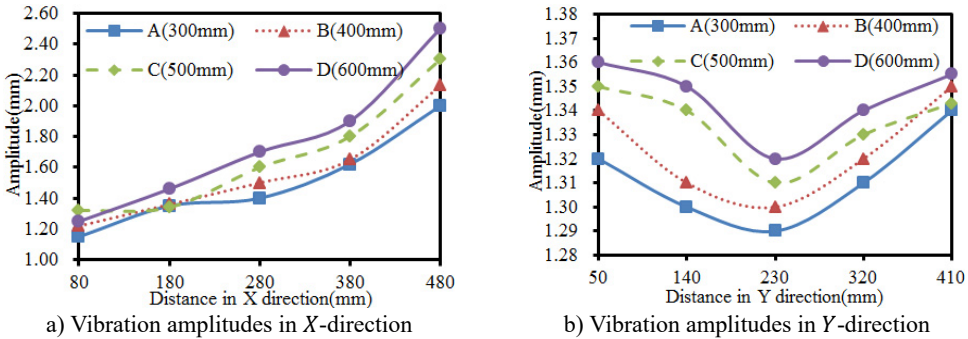 2.60
2.40
2.20
2.00
1.80
1.60
1.40
1.20
1.00
Amplitude(mm)
A(300mm) B(400mm)
C(500mm) D(600mm)
80 180 280 380 480
Distance in X direction(mm)
a) Vibration amplitudes in X-direction
1.38
1.37
1.36
1.35
1.34
1.33
1.32
1.31
1.30
1.29
1.28
Amplitude(mm)
A(300mm) B(400mm)
C(500mm) D(600mm)
50 140 230 320 410
Distance in Y direction(mm)
b) Vibration amplitudes in Y-direction